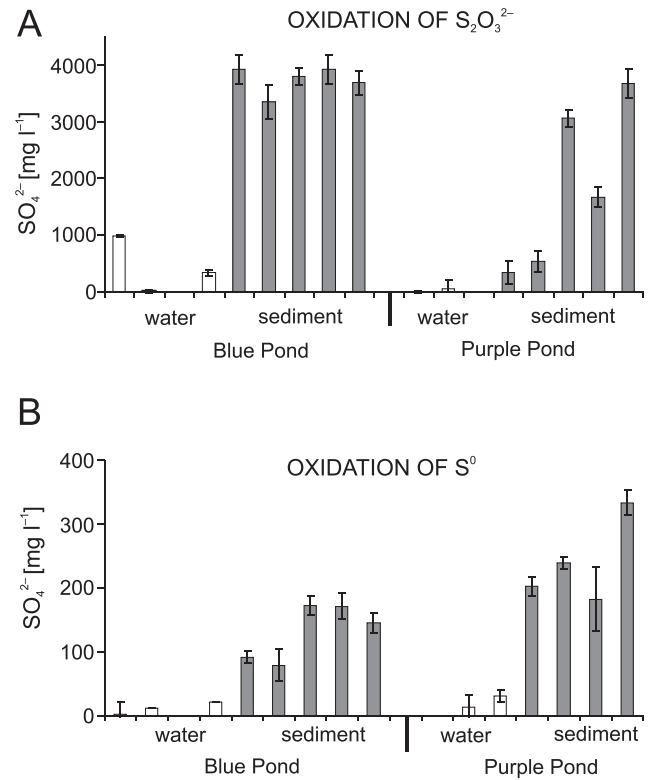 A
OXIDATION OF S₂O₃²⁻
SO₄²⁻ [mg l⁻¹]
4000
3000
2000
1000
0
water
sediment
water
sediment
Blue Pond
Purple Pond
B
OXIDATION OF S⁰
SO₄²⁻ [mg l⁻¹]
400
300
200
100
0
water
sediment
water
sediment
Blue Pond
Purple Pond